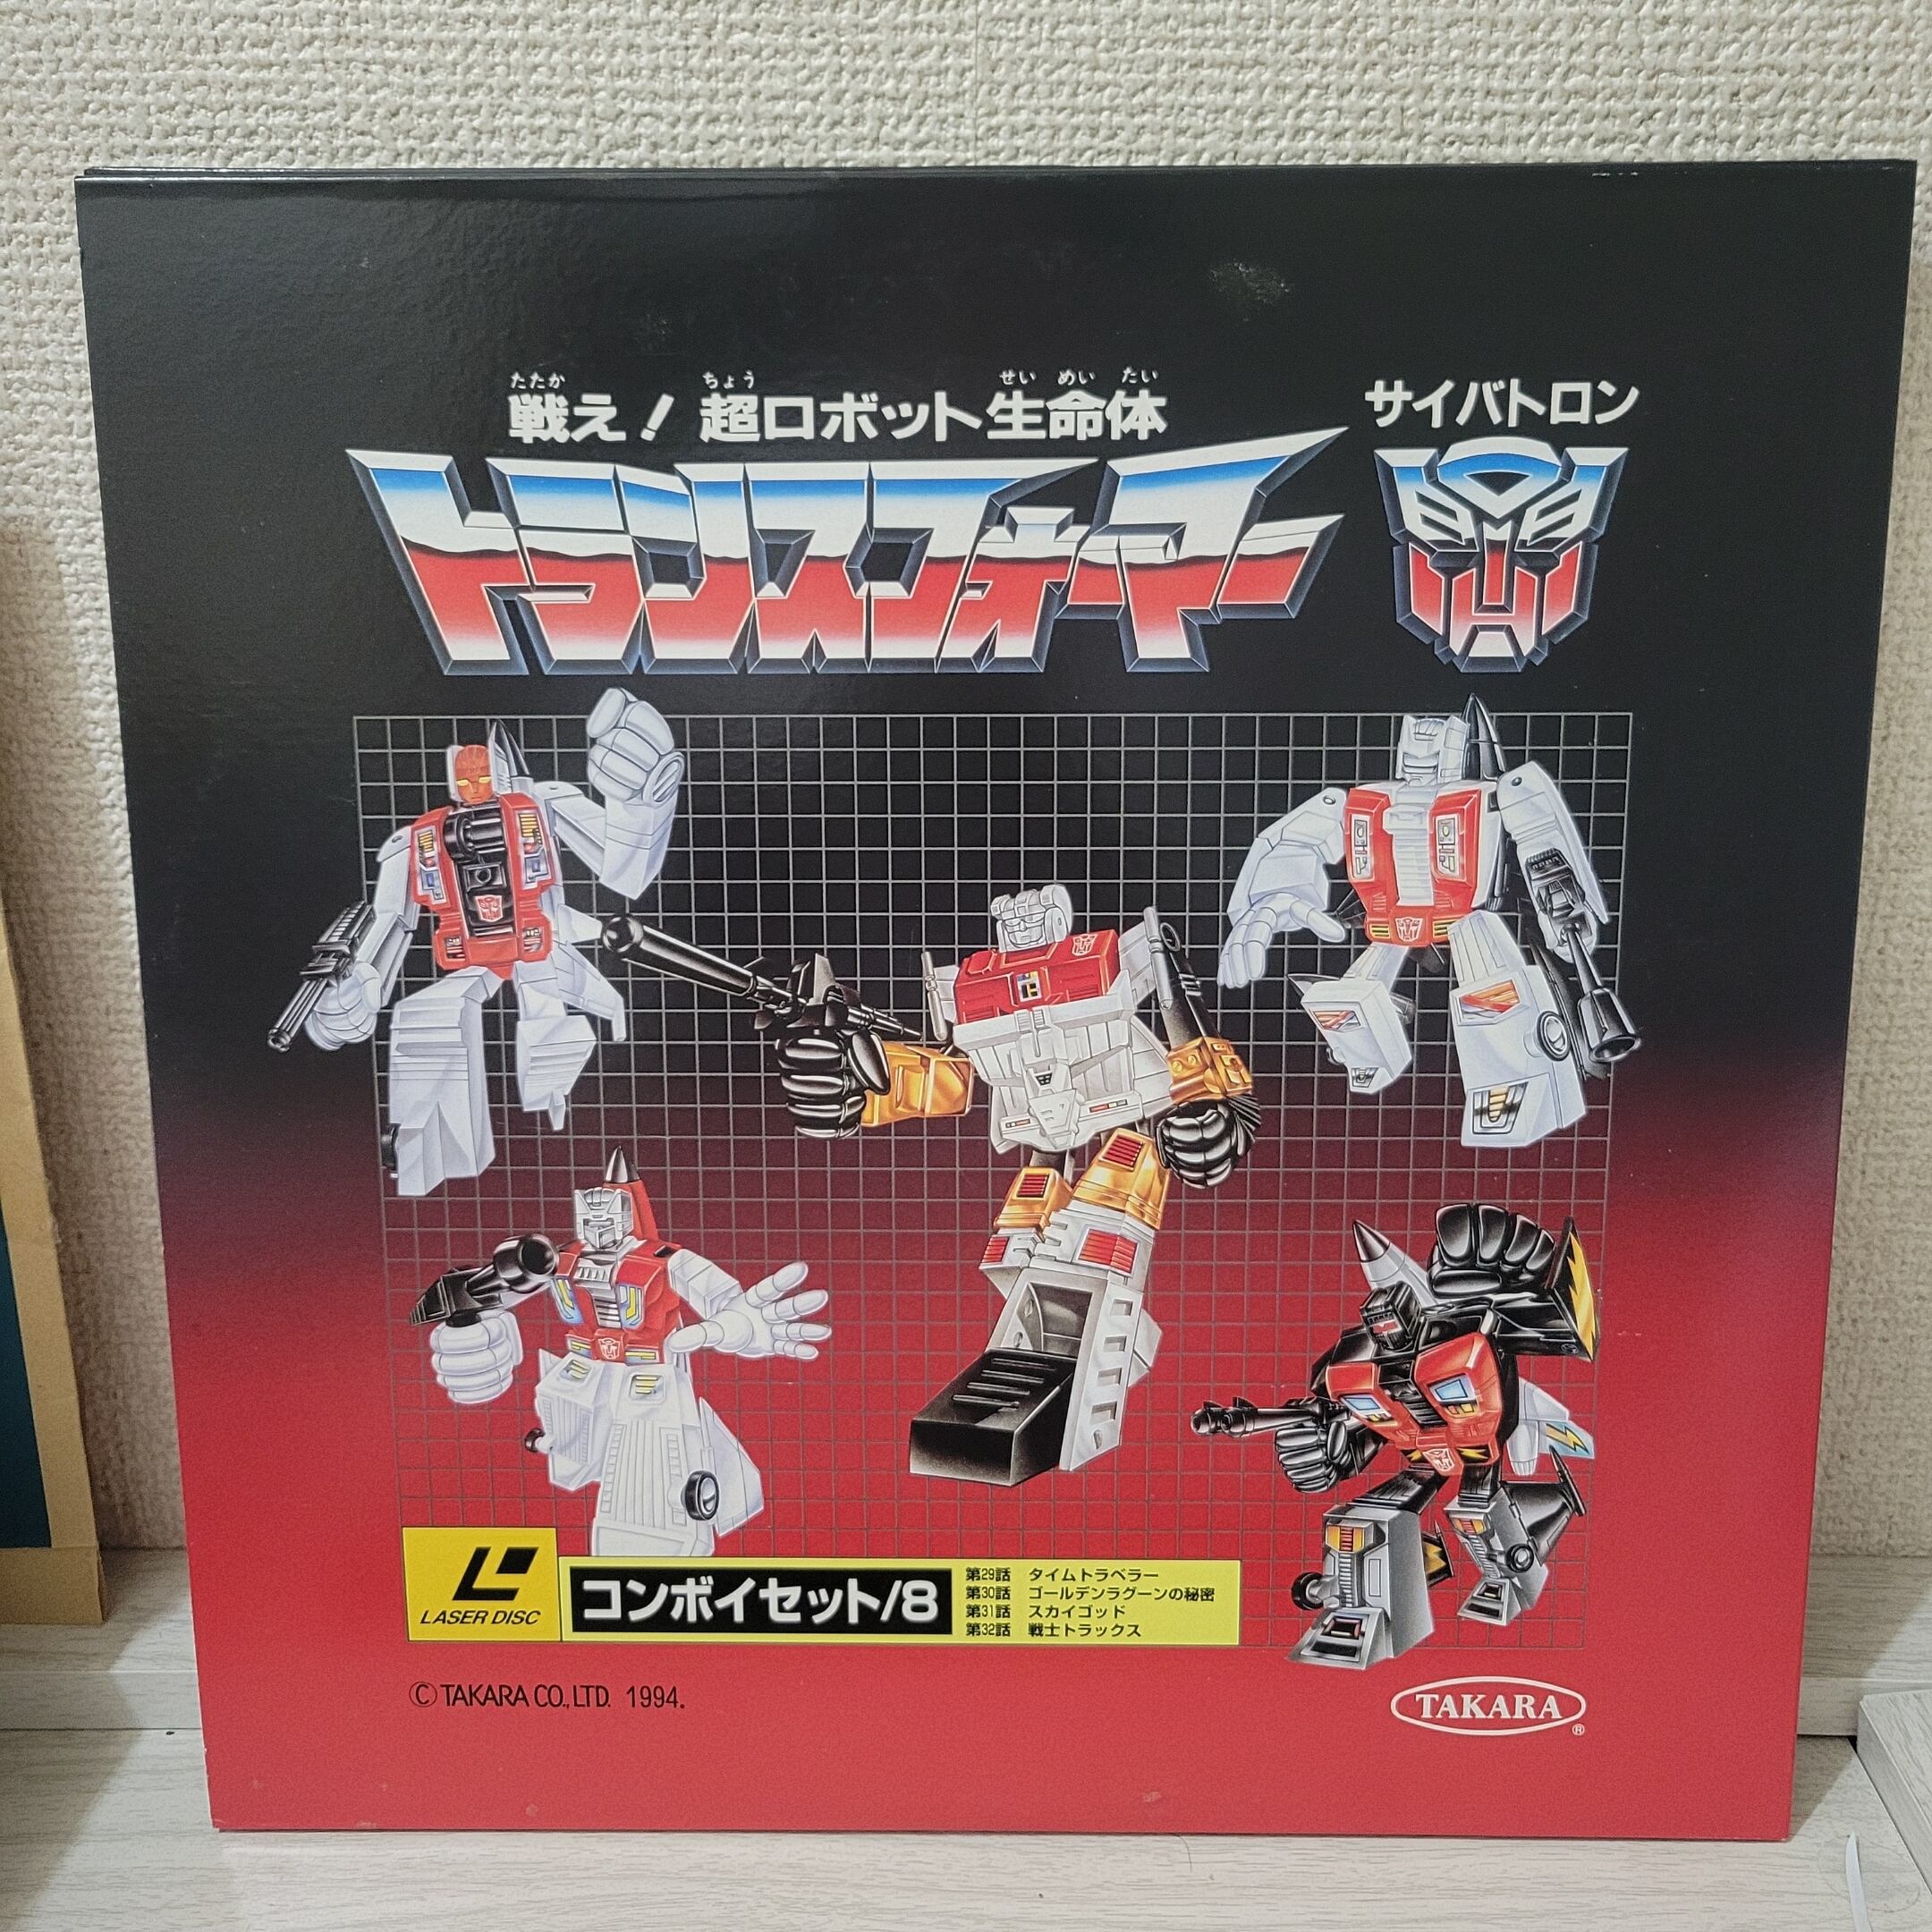 たたか ちょう せい めい たい
戦え！ 超ロボット生命体
サイバトロン
トランスフォーマー
LASER DISC
コンボイセット/8
第29話 タイムトラベラー
第30話 ゴールデンラグーンの秘密
第31話 スカイゴッド
第32話 戦士トラックス
© TAKARA CO.,LTD. 1994.
TAKARA ®